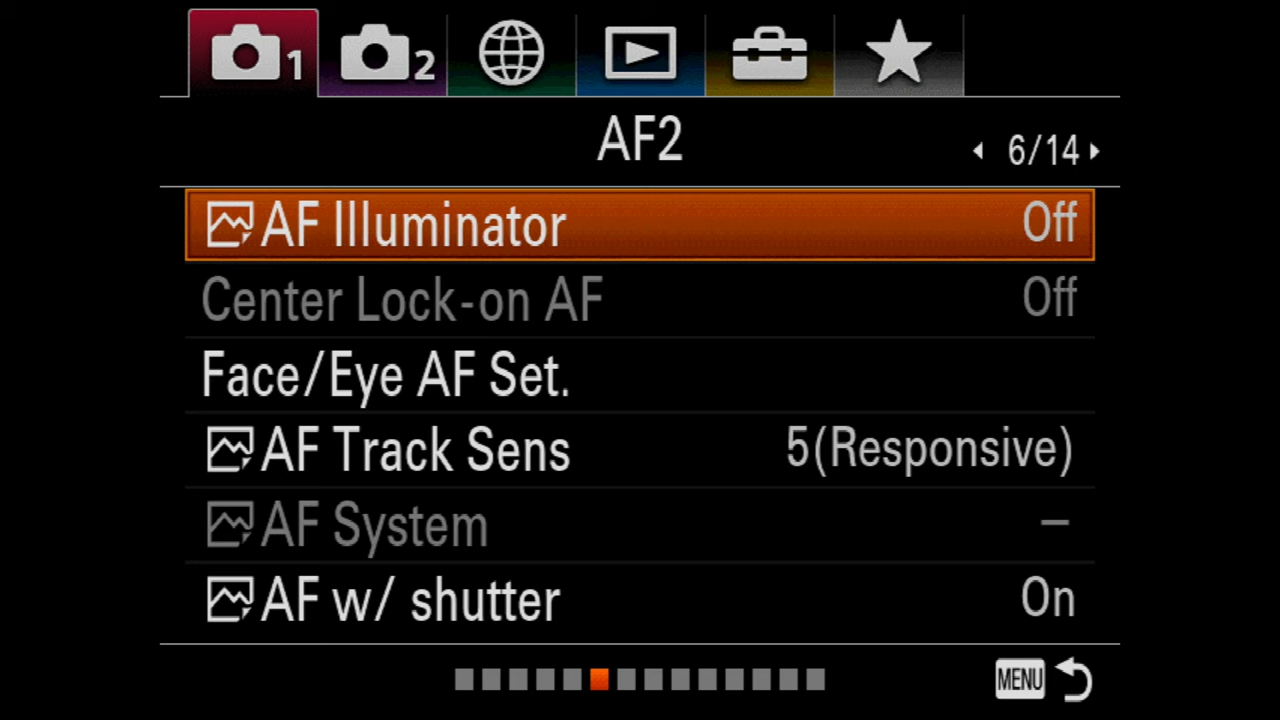 1 2
AF2
6/14
AF Illuminator Off
Center Lock-on AF Off
Face/Eye AF Set.
AF Track Sens 5(Responsive)
AF System –
AF w/ shutter On
MENU